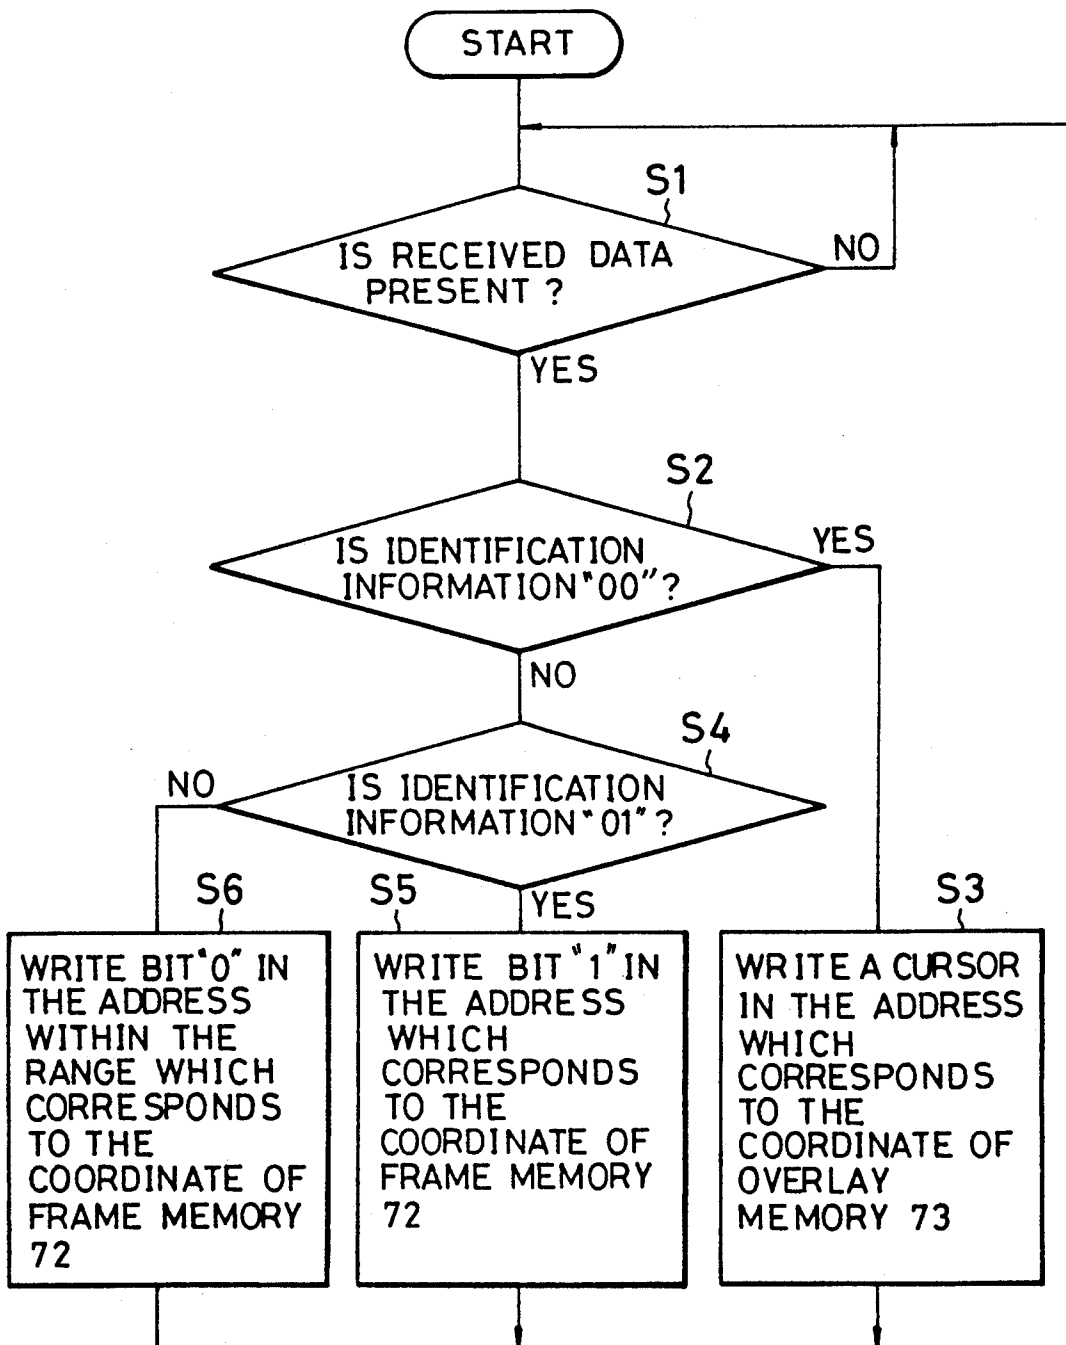 START
S1
IS RECEIVED DATA
PRESENT ?
NO
YES
S2
IS IDENTIFICATION
INFORMATION "00" ?
YES
NO
S4
IS IDENTIFICATION
INFORMATION "01" ?
NO
YES
S6
WRITE BIT "0" IN
THE ADDRESS
WITHIN THE
RANGE WHICH
CORRESPONDS
TO THE
COORDINATE OF
FRAME MEMORY
72
S5
WRITE BIT "1" IN
THE ADDRESS
WHICH
CORRESPONDS
TO THE
COORDINATE OF
FRAME MEMORY
72
S3
WRITE A CURSOR
IN THE ADDRESS
WHICH
CORRESPONDS
TO THE
COORDINATE OF
OVERLAY
MEMORY 73